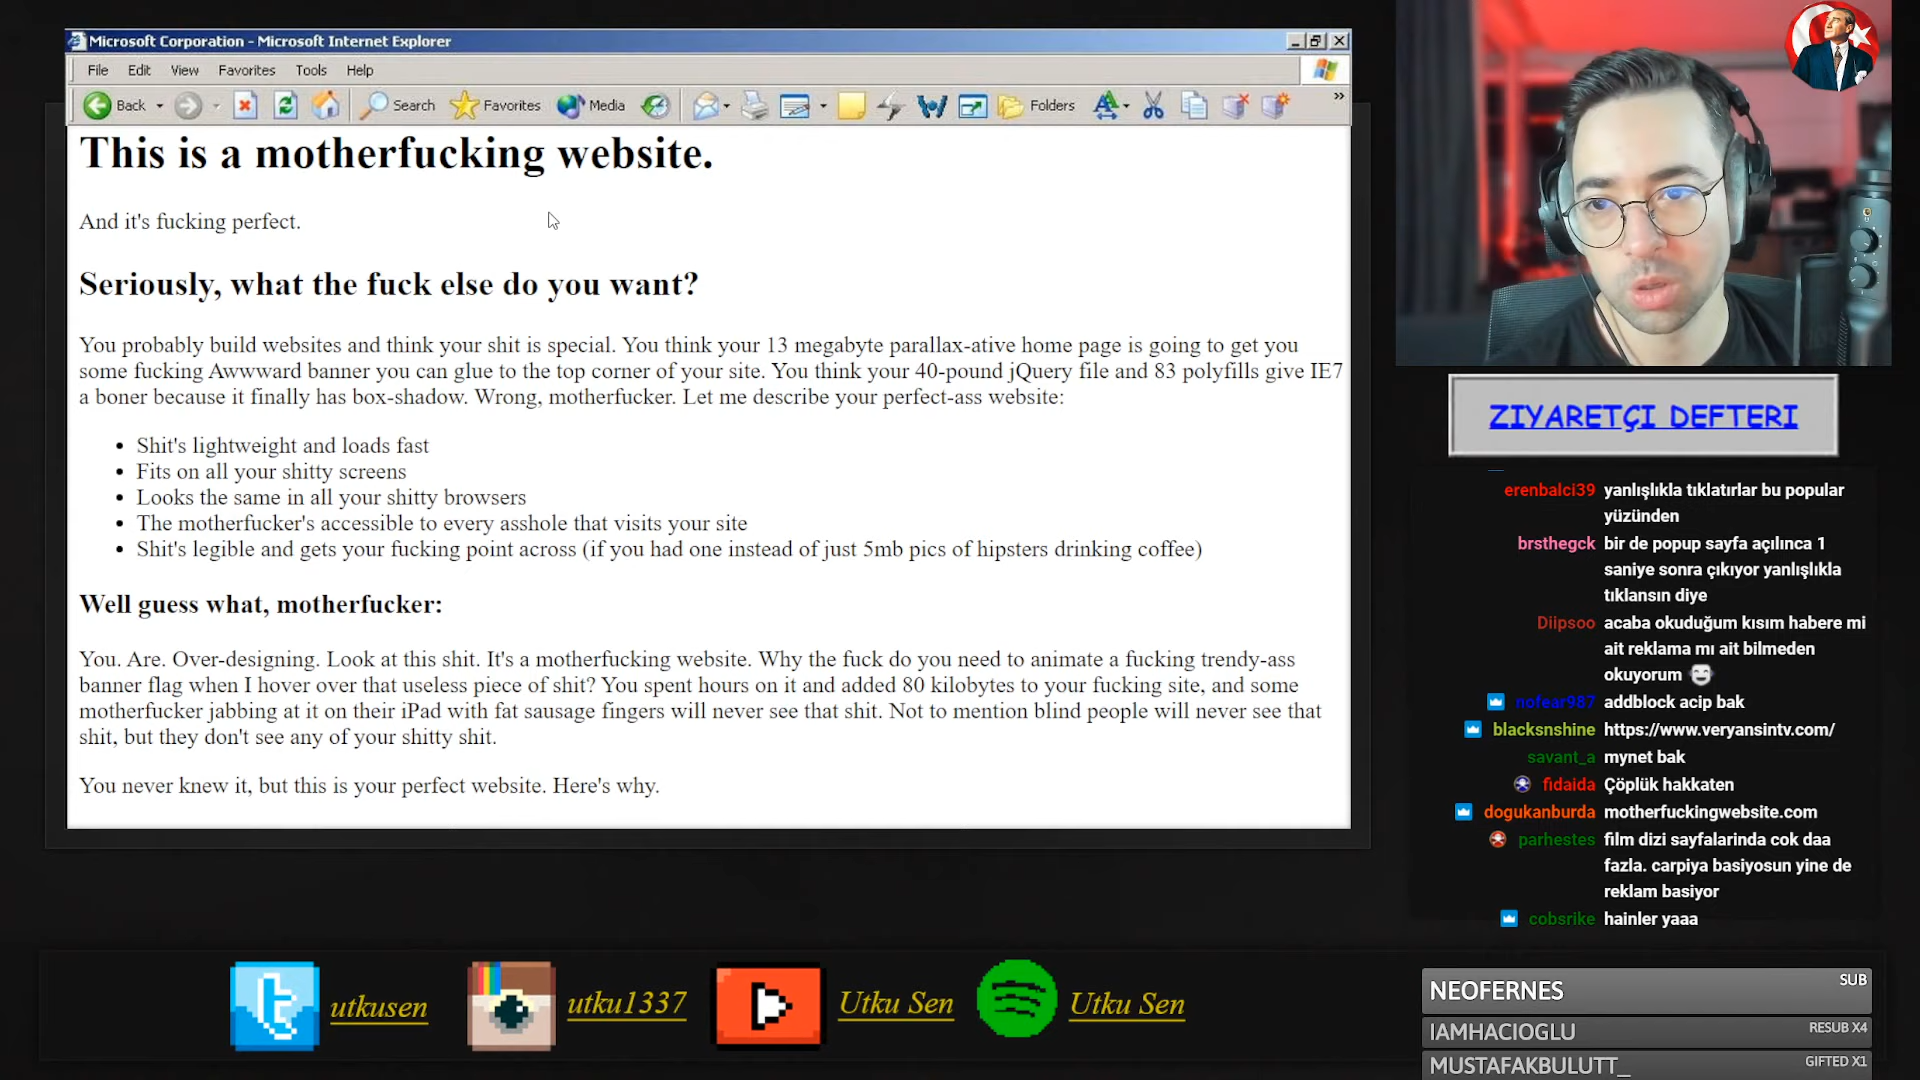 Microsoft Corporation - Microsoft Internet Explorer
File Edit View Favorites Tools Help
Back Search Favorites Media Folders
This is a motherfucking website.
And it's fucking perfect.
Seriously, what the fuck else do you want?
You probably build websites and think your shit is special. You think your 13 megabyte parallax-ative home page is going to get you
some fucking Awwward banner you can glue to the top corner of your site. You think your 40-pound jQuery file and 83 polyfills give IE7
a boner because it finally has box-shadow. Wrong, motherfucker. Let me describe your perfect-ass website:
• Shit's lightweight and loads fast
• Fits on all your shitty screens
• Looks the same in all your shitty browsers
• The motherfucker's accessible to every asshole that visits your site
• Shit's legible and gets your fucking point across (if you had one instead of just 5mb pics of hipsters drinking coffee)
Well guess what, motherfucker:
You. Are. Over-designing. Look at this shit. It's a motherfucking website. Why the fuck do you need to animate a fucking trendy-ass
banner flag when I hover over that useless piece of shit? You spent hours on it and added 80 kilobytes to your fucking site, and some
motherfucker jabbing at it on their iPad with fat sausage fingers will never see that shit. Not to mention blind people will never see that
shit, but they don't see any of your shitty shit.
You never knew it, but this is your perfect website. Here's why.
ZIYARETÇI DEFTERI
erenbalci39 yanlışlıkla tıklatırlar bu popular
yüzünden
brsthegck bir de popup sayfa açılınca 1
saniye sonra çıkıyor yanlışlıkla
tıklansın diye
Diipsoo acaba okuduğum kısım habere mi
ait reklama mı ait bilmeden
okuyorum
nofear987 addblock acip bak
blacksnshine https://www.veryansintv.com/
savant_a mynet bak
fidaida Çöplük hakkaten
dogukanburda motherfuckingwebsite.com
parhestes film dizi sayfalarinda cok daa
fazla. carpiya basiyosun yine de
reklam basiyor
cobsrike hainler yaaa
utkusen utku1337 Utku Sen Utku Sen
NEOFERNES SUB
IAMHACIOGLU RESUB X4
MUSTAFAKBULUTT_ GIFTED X1